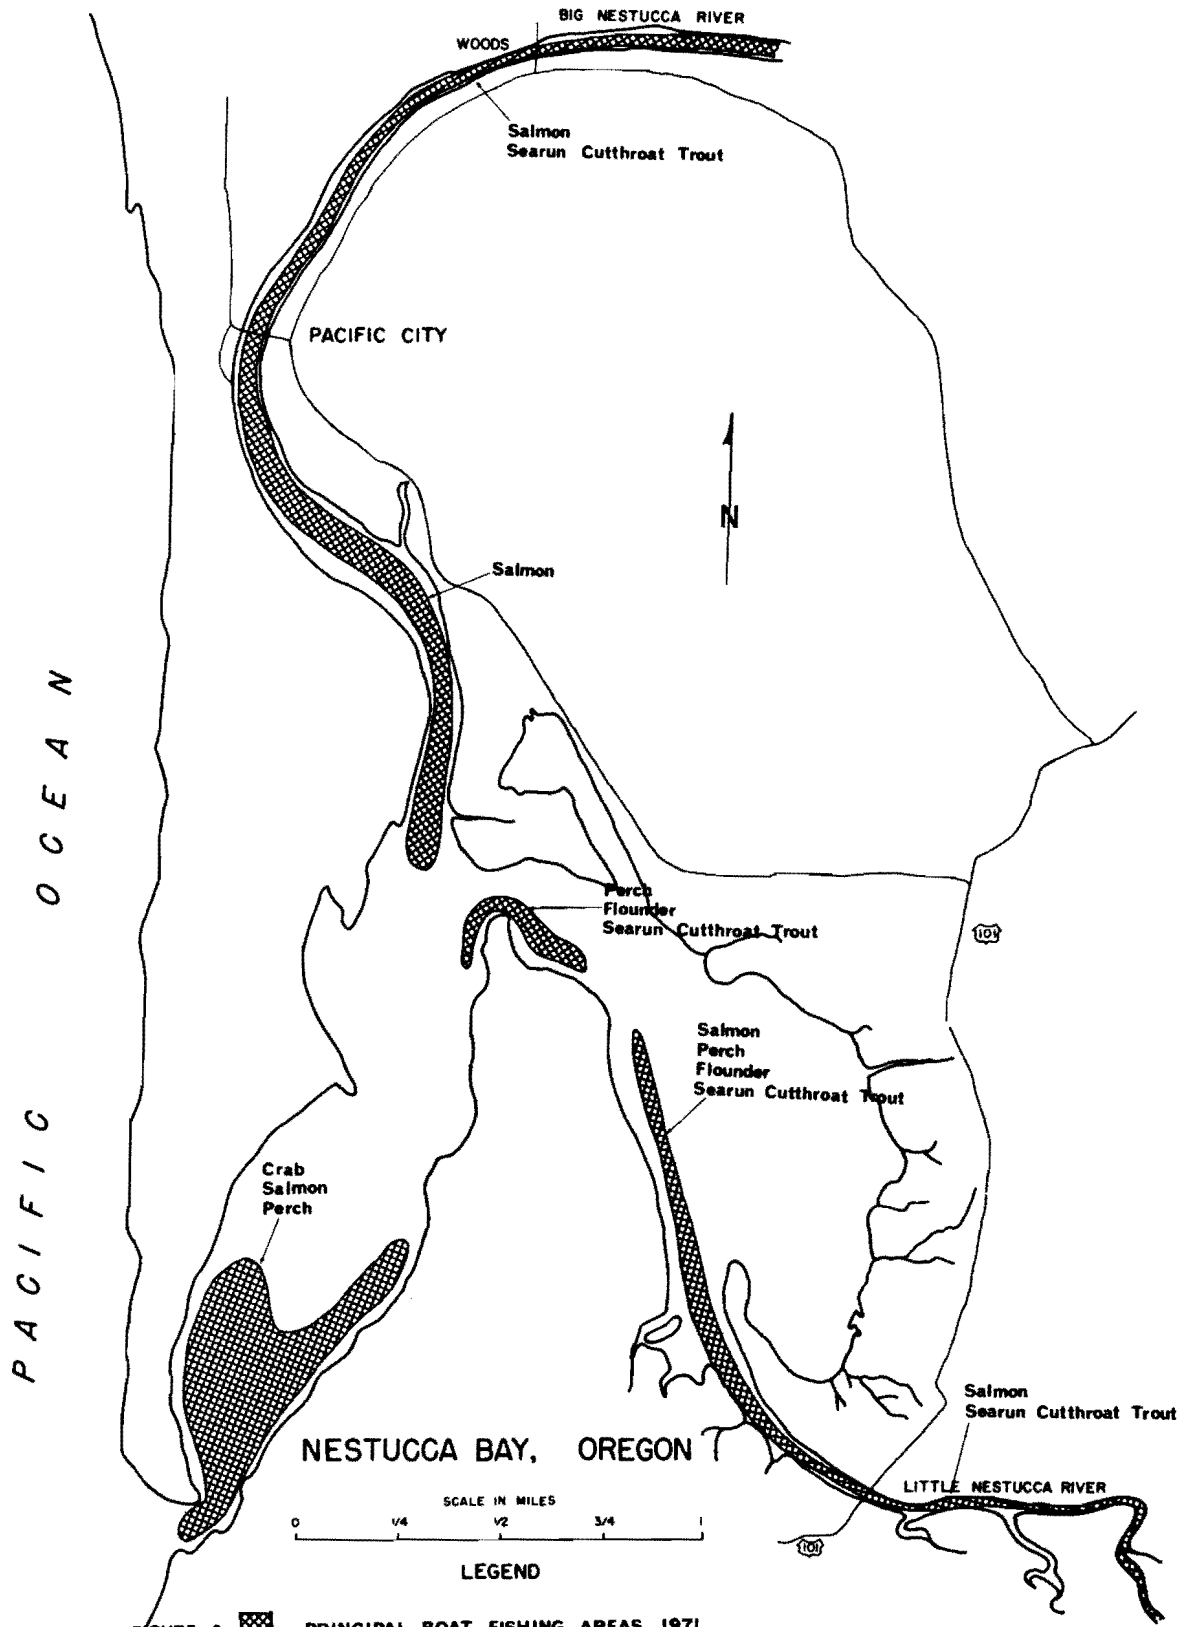 BIG NESTUCCA RIVER
WOODS
Salmon
Searun Cutthroat Trout
PACIFIC CITY
N
Salmon
PACIFIC OCEAN
Perch
Flounder
Searun Cutthroat Trout
101
Salmon
Perch
Flounder
Searun Cutthroat Trout
Crab
Salmon
Perch
Salmon
Searun Cutthroat Trout
NESTUCCA BAY, OREGON
LITTLE NESTUCCA RIVER
SCALE IN MILES
0 1/4 1/2 3/4 1
101
LEGEND
PRINCIPAL BOAT FISHING AREAS 1971